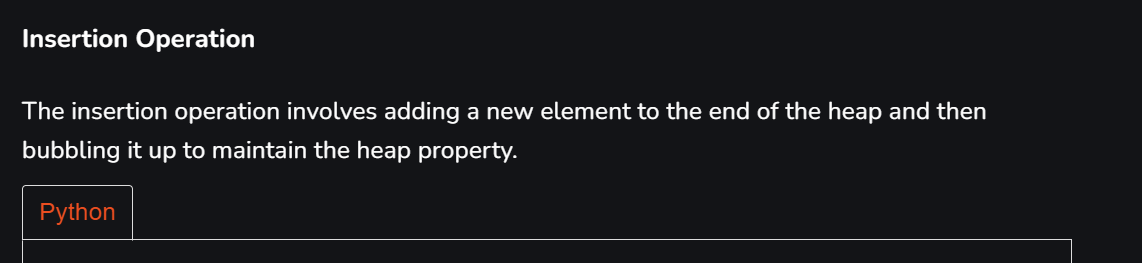 Insertion Operation
The insertion operation involves adding a new element to the end of the heap and then
bubbling it up to maintain the heap property.
Python